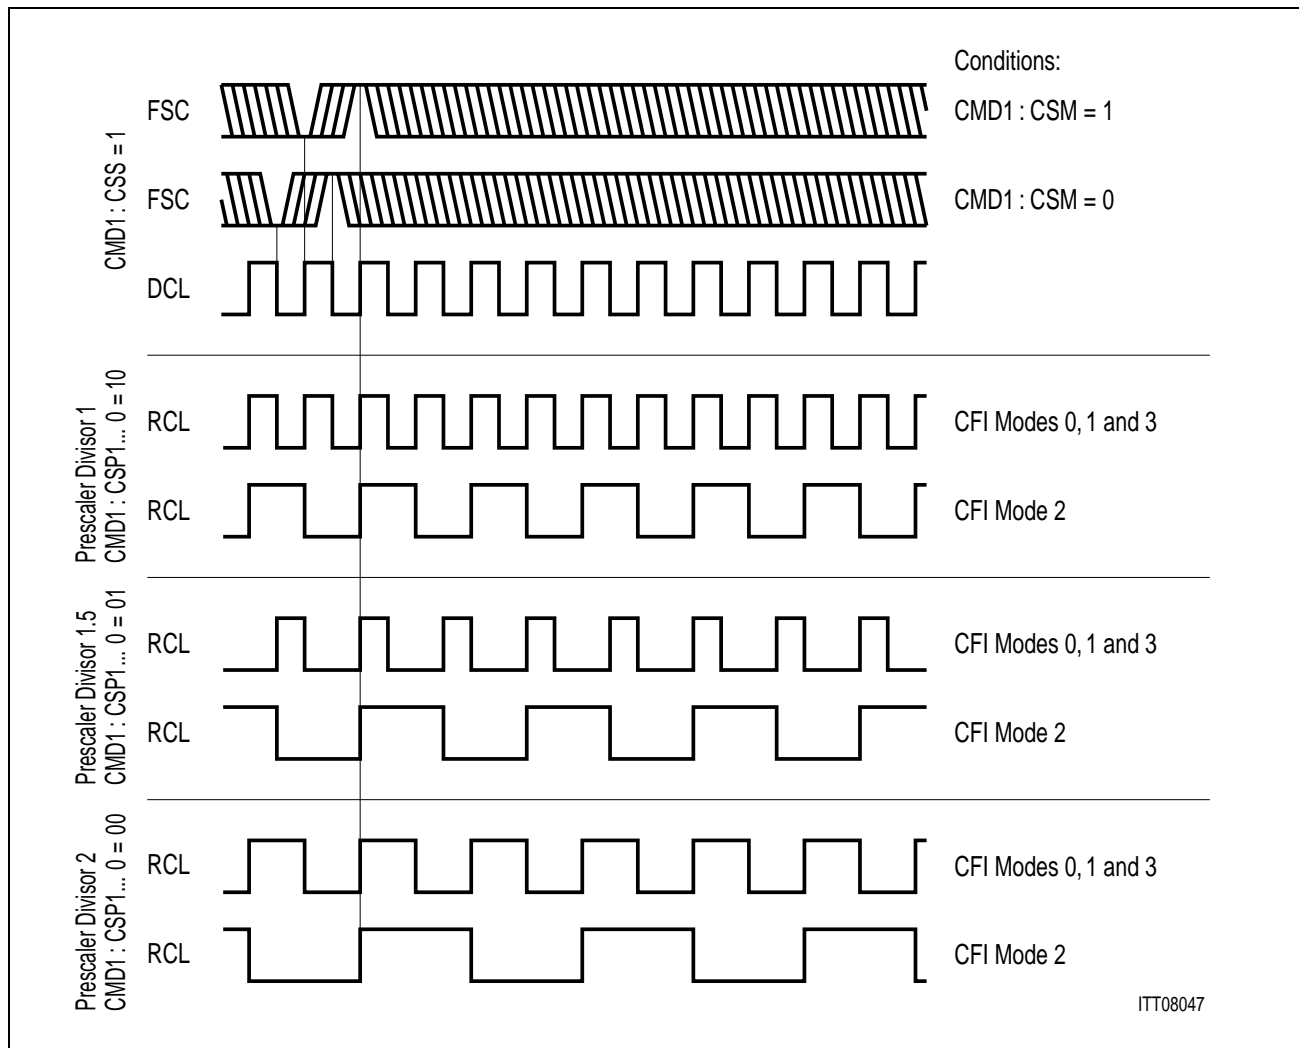 Conditions:
CMD1 : CSS = 1
FSC
CMD1 : CSM = 1
FSC
CMD1 : CSM = 0
DCL
Prescaler Divisor 1
CMD1 : CSP1... 0 = 10
RCL
CFI Modes 0, 1 and 3
RCL
CFI Mode 2
Prescaler Divisor 1.5
CMD1 : CSP1... 0 = 01
RCL
CFI Modes 0, 1 and 3
RCL
CFI Mode 2
Prescaler Divisor 2
CMD1 : CSP1... 0 = 00
RCL
CFI Modes 0, 1 and 3
RCL
CFI Mode 2
ITT08047